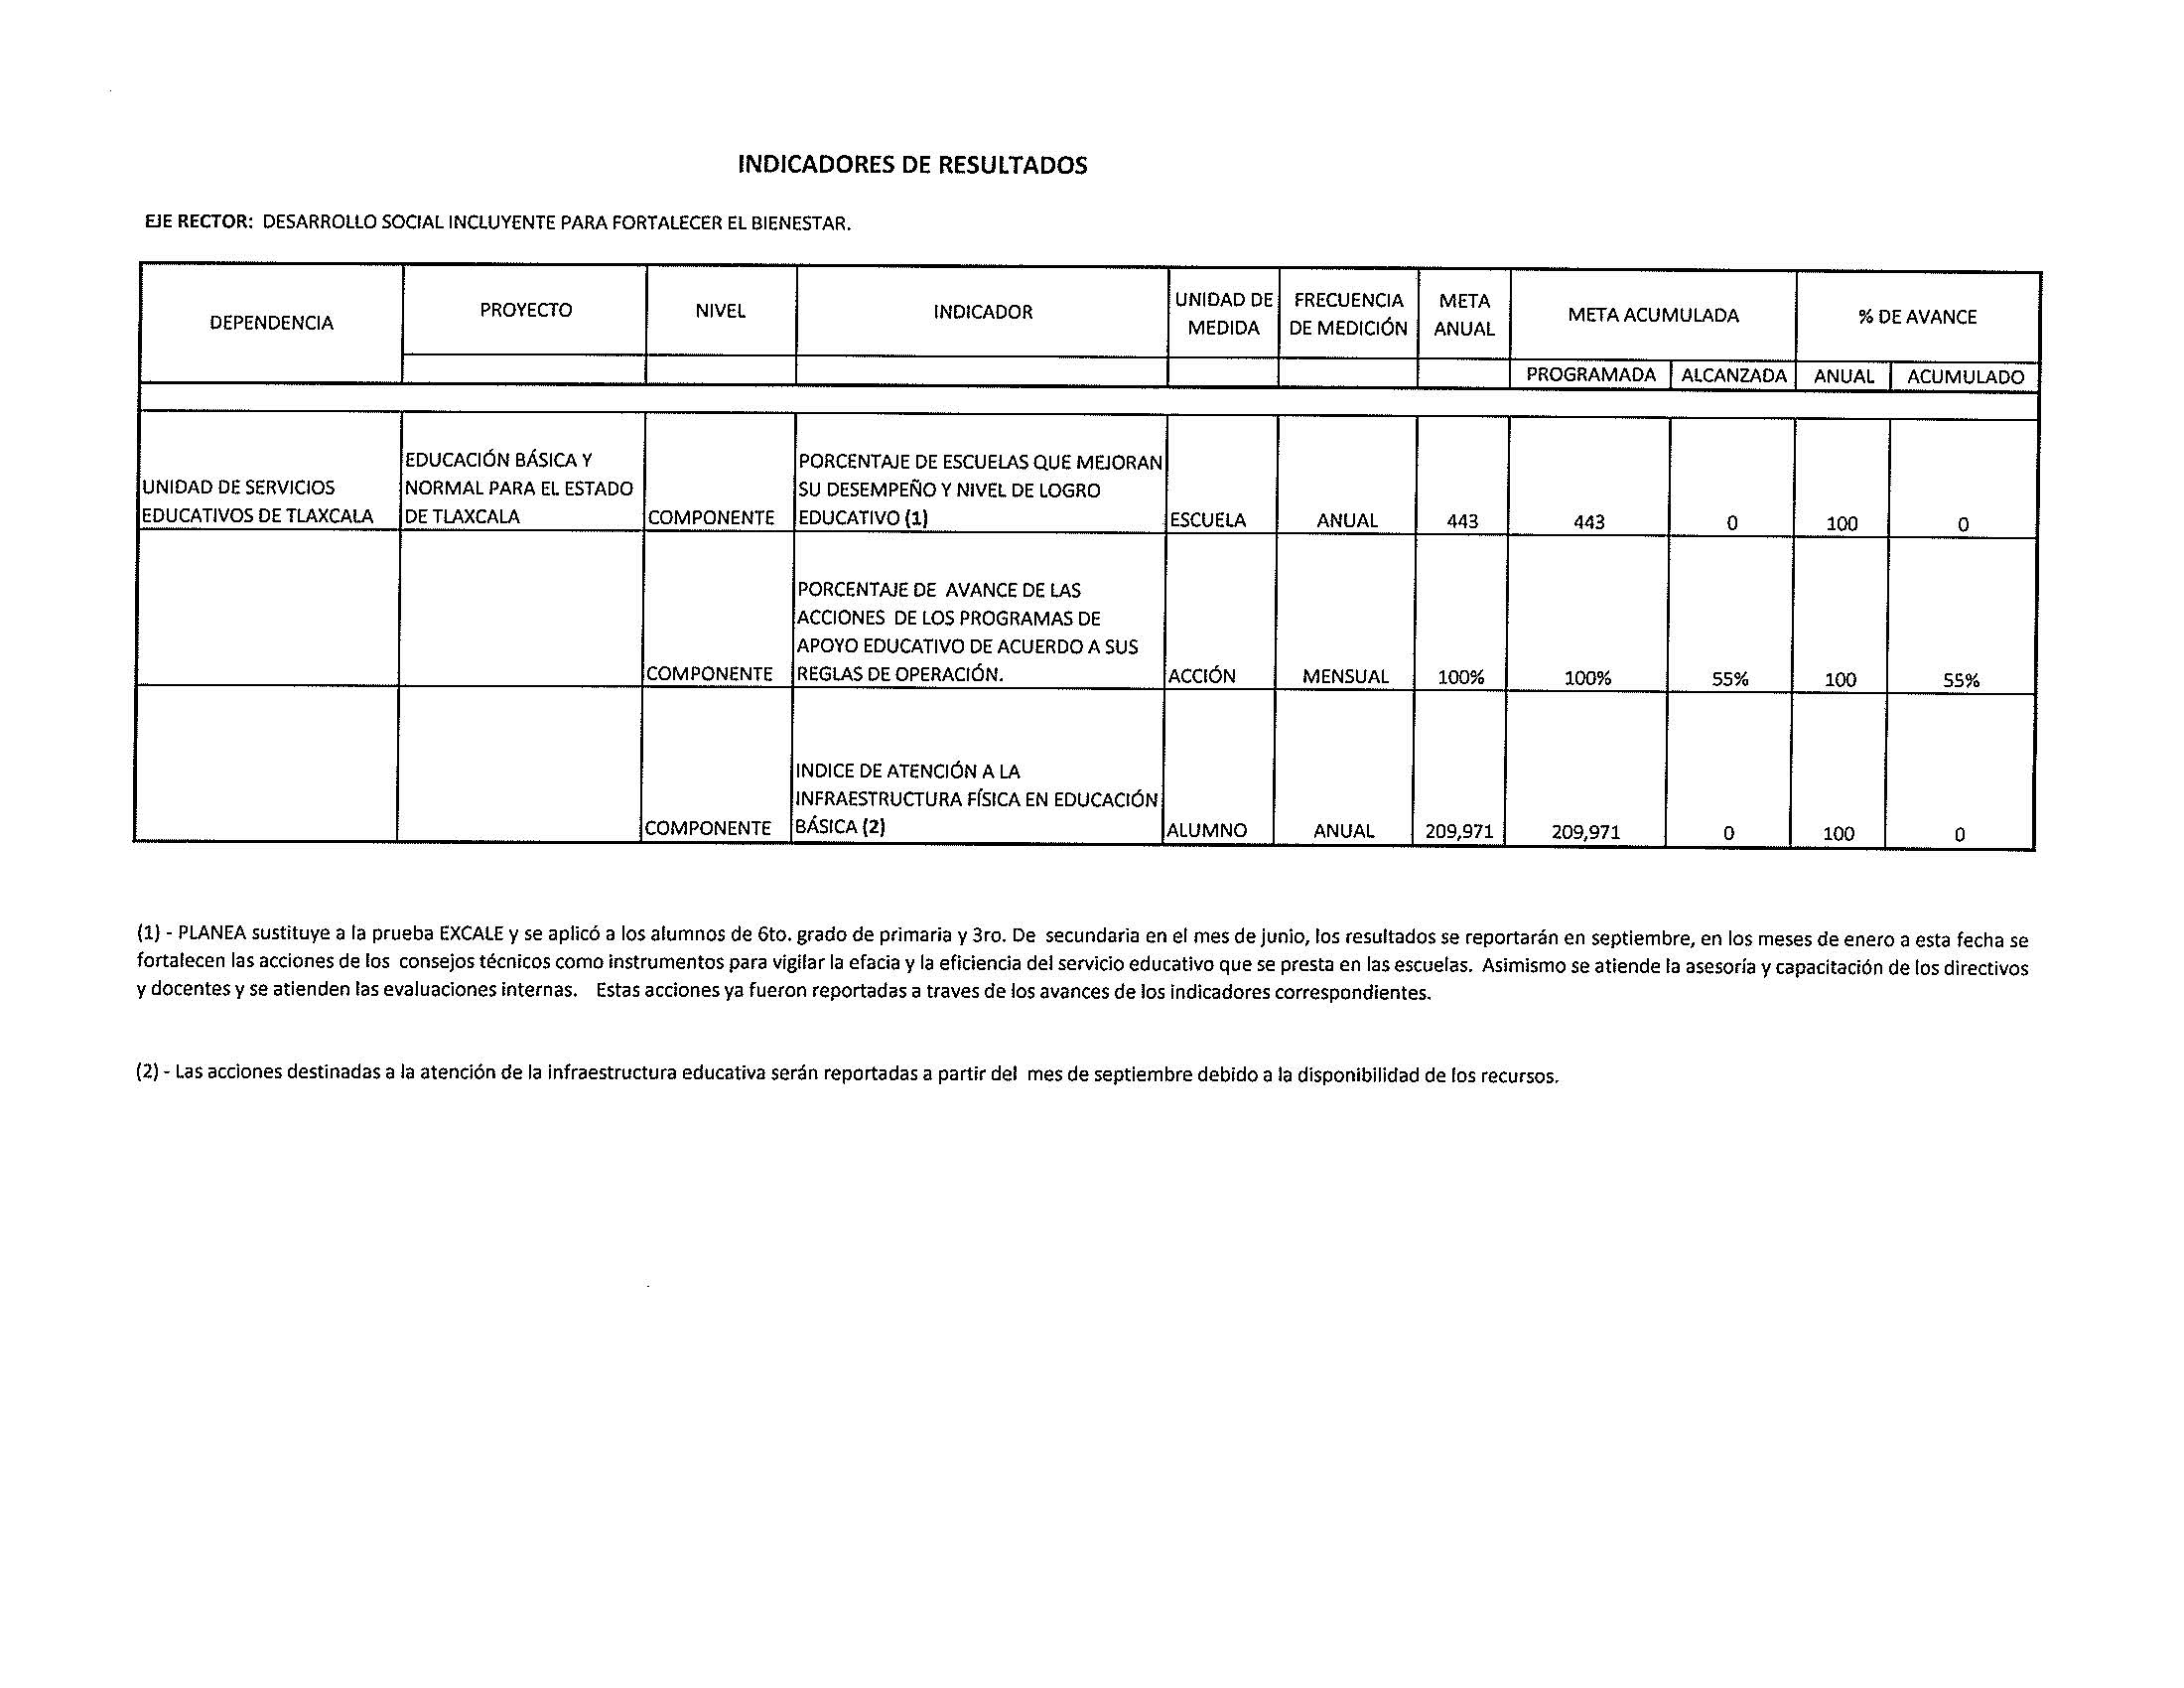 INDICADORES DE RESULTADOS
EJE RECTOR: DESARROLLO SOCIAL INCLUYENTE PARA FORTALECER EL BIENESTAR.
DEPENDENCIA
PROYECTO
NIVEL
INDICADOR
UNIDAD DE
MEDIDA
FRECUENCIA
DE MEDICIÓN
META
ANUAL
META ACUMULADA
% DE AVANCE
PROGRAMADA
ALCANZADA
ANUAL
ACUMULADO
UNIDAD DE SERVICIOS
EDUCATIVOS DE TLAXCALA
EDUCACIÓN BÁSICA Y
NORMAL PARA EL ESTADO
DE TLAXCALA
COMPONENTE
PORCENTAJE DE ESCUELAS QUE MEJORAN
SU DESEMPEÑO Y NIVEL DE LOGRO
EDUCATIVO (1)
ESCUELA
ANUAL
443
443
0
100
0
COMPONENTE
PORCENTAJE DE AVANCE DE LAS
ACCIONES DE LOS PROGRAMAS DE
APOYO EDUCATIVO DE ACUERDO A SUS
REGLAS DE OPERACIÓN.
ACCIÓN
MENSUAL
100%
100%
55%
100
55%
COMPONENTE
INDICE DE ATENCIÓN A LA
INFRAESTRUCTURA FÍSICA EN EDUCACIÓN
BÁSICA (2)
ALUMNO
ANUAL
209,971
209,971
0
100
0
(1) - PLANEA sustituye a la prueba EXCALE y se aplicó a los alumnos de 6to. grado de primaria y 3ro. De secundaria en el mes de junio, los resultados se reportarán en septiembre, en los meses de enero a esta fecha se
fortalecen las acciones de los consejos técnicos como instrumentos para vigilar la efacia y la eficiencia del servicio educativo que se presta en las escuelas. Asimismo se atiende la asesoría y capacitación de los directivos
y docentes y se atienden las evaluaciones internas. Estas acciones ya fueron reportadas a traves de los avances de los indicadores correspondientes.
(2) - Las acciones destinadas a la atención de la infraestructura educativa serán reportadas a partir del mes de septiembre debido a la disponibilidad de los recursos.